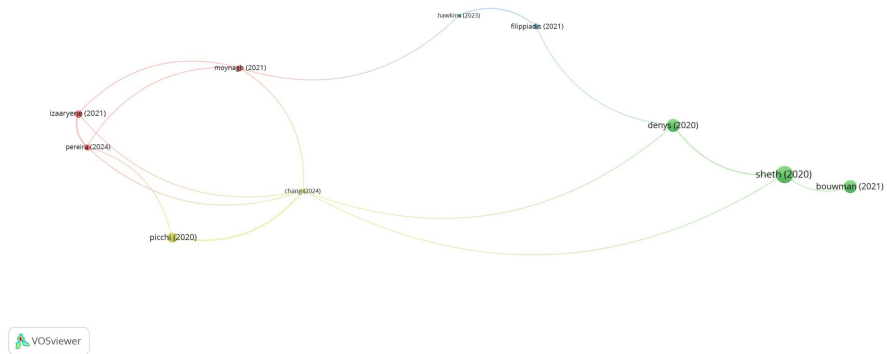 hawkins (2023)
filippiadis (2021)
moynagh (2021)
izaaryene (2021)
denys (2020)
pereira (2024)
sheth (2020)
bouwman (2021)
chang (2024)
picchi (2020)
VOSviewer